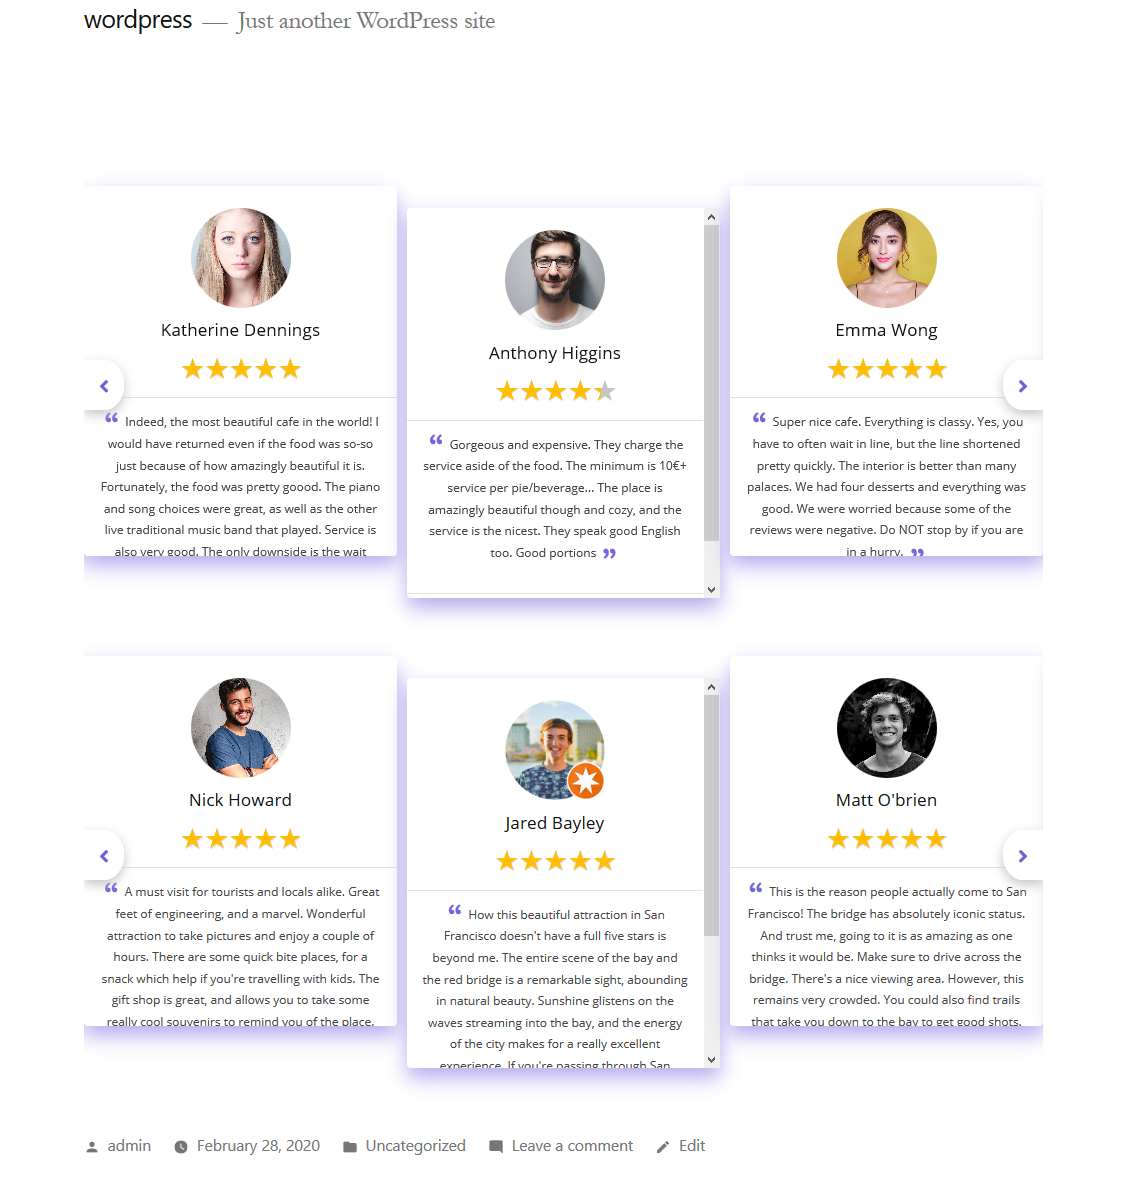 wordpress — Just another WordPress site
Katherine Dennings
“ Indeed, the most beautiful cafe in the world! I
would have returned even if the food was so-so
just because of how amazingly beautiful it is.
Fortunately, the food was pretty goood. The piano
and song choices were great, as well as the other
live traditional music band that played. Service is
also very good. The only downside is the wait
Anthony Higgins
“ Gorgeous and expensive. They charge the
service aside of the food. The minimum is 10€+
service per pie/beverage... The place is
amazingly beautiful though and cozy, and the
service is the nicest. They speak good English
too. Good portions ”
Emma Wong
“ Super nice cafe. Everything is classy. Yes, you
have to often wait in line, but the line shortened
pretty quickly. The interior is better than many
palaces. We had four desserts and everything was
good. We were worried because some of the
reviews were negative. Do NOT stop by if you are
in a hurry. ”
Nick Howard
“ A must visit for tourists and locals alike. Great
feet of engineering, and a marvel. Wonderful
attraction to take pictures and enjoy a couple of
hours. There are some quick bite places, for a
snack which help if you're travelling with kids. The
gift shop is great, and allows you to take some
really cool souvenirs to remind you of the place.
Jared Bayley
“ How this beautiful attraction in San
Francisco doesn't have a full five stars is
beyond me. The entire scene of the bay and
the red bridge is a remarkable sight, abounding
in natural beauty. Sunshine glistens on the
waves streaming into the bay, and the energy
of the city makes for a really excellent
experience. If you're passing through San
Matt O'brien
“ This is the reason people actually come to San
Francisco! The bridge has absolutely iconic status.
And trust me, going to it is as amazing as one
thinks it would be. Make sure to drive across the
bridge. There's a nice viewing area. However, this
remains very crowded. You could also find trails
that take you down to the bay to get good shots.
admin February 28, 2020 Uncategorized Leave a comment Edit